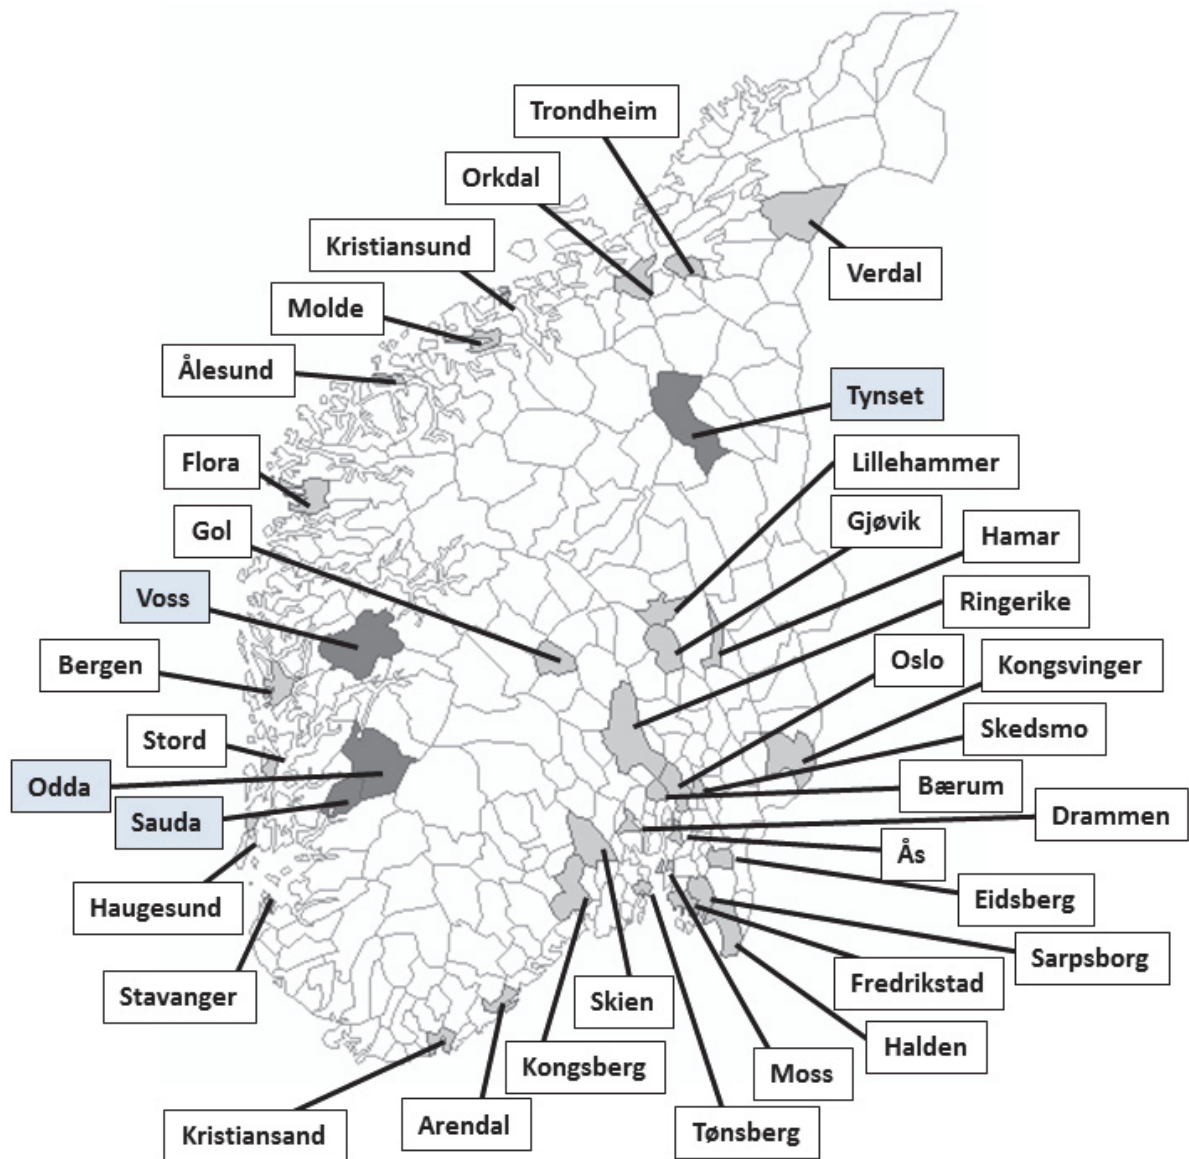 Trondheim
Orkdal
Kristiansund
Verdal
Molde
Ålesund
Tynset
Flora
Lillehammer
Gol
Gjøvik
Hamar
Voss
Ringerike
Bergen
Oslo
Kongsvinger
Stord
Skedsmo
Odda
Bærum
Sauda
Drammen
Ås
Haugesund
Eidsberg
Stavanger
Sarpsborg
Fredrikstad
Skien
Halden
Kongsberg
Moss
Arendal
Kristiansand
Tønsberg